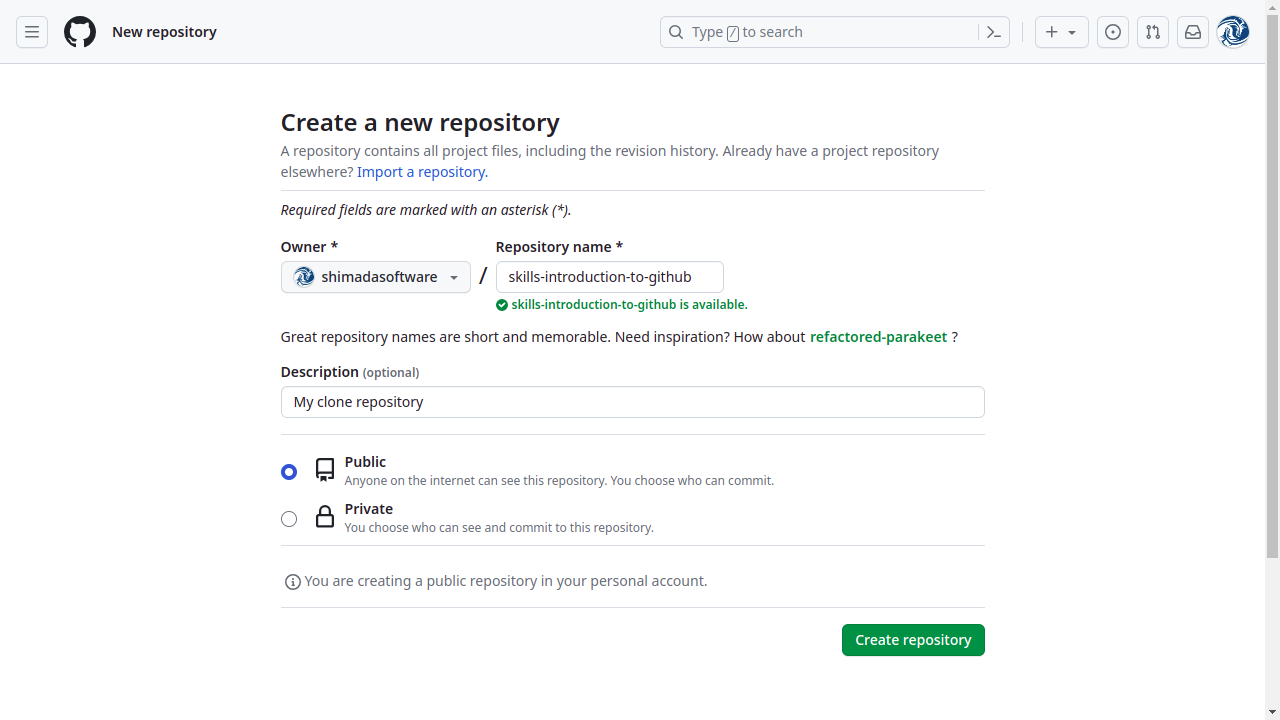 New repository
Type / to search
Create a new repository
A repository contains all project files, including the revision history. Already have a project repository
elsewhere? Import a repository.
Required fields are marked with an asterisk (*).
Owner *
Repository name *
shimadasoftware
/
skills-introduction-to-github
skills-introduction-to-github is available.
Great repository names are short and memorable. Need inspiration? How about refactored-parakeet ?
Description (optional)
My clone repository
Public
Anyone on the internet can see this repository. You choose who can commit.
Private
You choose who can see and commit to this repository.
You are creating a public repository in your personal account.
Create repository